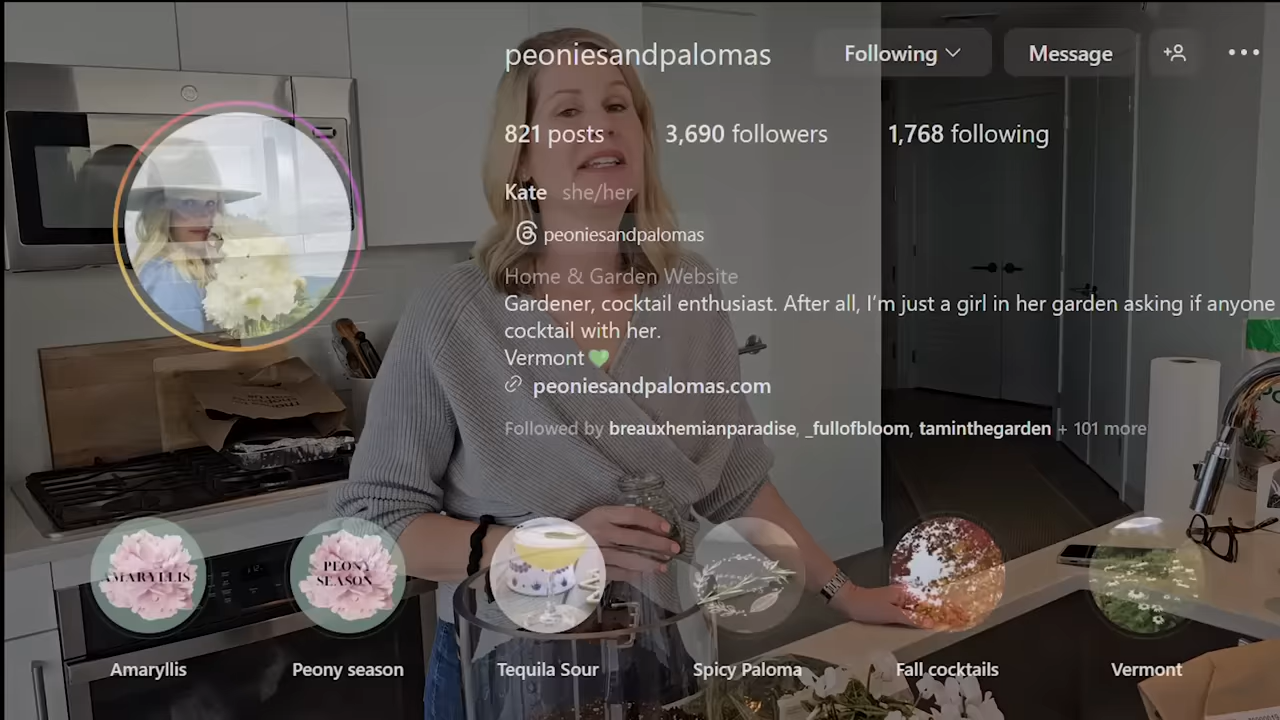 peoniesandpalomas
Following
Message
821 posts
3,690 followers
1,768 following
Kate she/her
peoniesandpalomas
Home & Garden Website
Gardener, cocktail enthusiast. After all, I'm just a girl in her garden asking if anyone
cocktail with her.
Vermont
peoniesandpalomas.com
Followed by breauxhemianparadise, _fullofbloom, taminthegarden + 101 more
AMARYLLIS
PEONY
SEASON
Amaryllis
Peony season
Tequila Sour
Spicy Paloma
Fall cocktails
Vermont